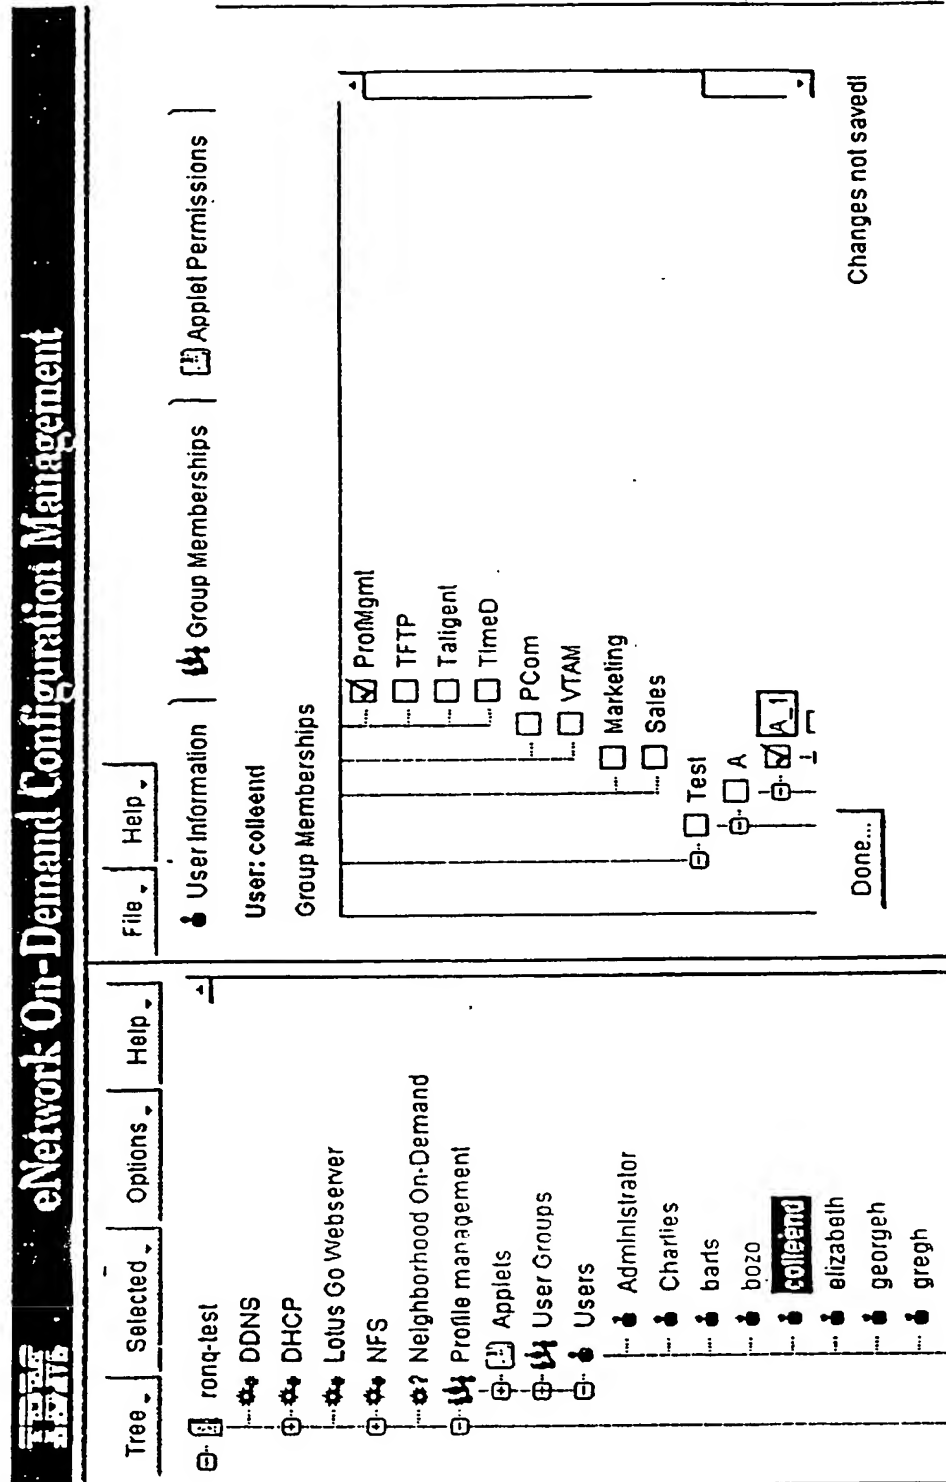 IBM
eNetwork On-Demand Configuration Management
Tree
Selected
Options
Help
ronq-test
DDNS
DHCP
Lotus Go Webserver
NFS
? Neighborhood On-Demand
Profile management
Applets
User Groups
Users
Administrator
Charlies
barts
bozo
colleend
elizabeth
georgeh
gregh
File
Help
User Information
Group Memberships
Applet Permissions
User: colleend
Group Memberships
ProfMgmt
TFTP
Taligent
TimeD
PCom
VTAM
Marketing
Sales
Test
A
A_1
Done...
Changes not saved!